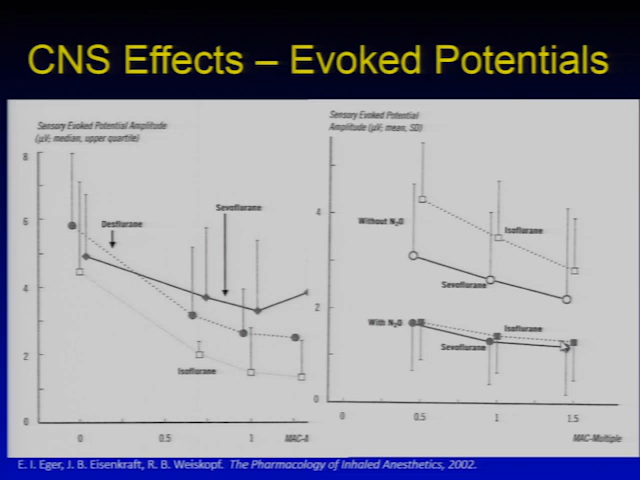 CNS Effects – Evoked Potentials
Sensory Evoked Potential Amplitude
(µV; median, upper quartile)
8
6
4
2
0
Desflurane
Sevoflurane
Isoflurane
0
0.5
1
MAC-M
Sensory Evoked Potential
Amplitude (µV; mean, SD)
4
2
0
Without N₂O
Isoflurane
Sevoflurane
With N₂O
Isoflurane
Sevoflurane
0
0.5
1
1.5
MAC-Multiple
E. I. Eger, J. B. Eisenkraft, R. B. Weiskopf. The Pharmacology of Inhaled Anesthetics, 2002.